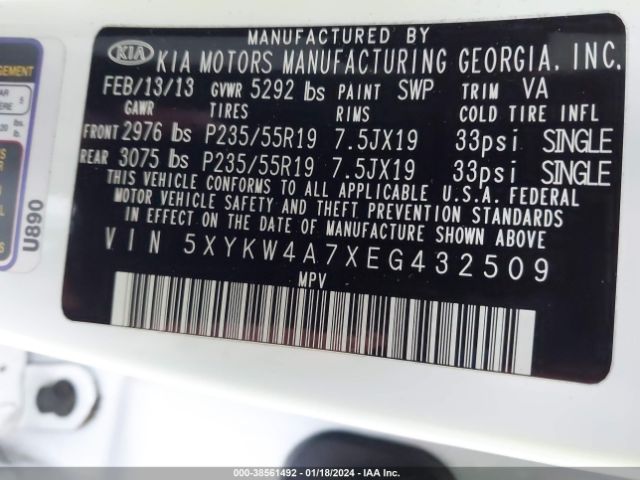 MANUFACTURED BY
KIA KIA MOTORS MANUFACTURING GEORGIA, INC.
FEB/13/13 GVWR 5292 lbs PAINT SWP TRIM VA
GAWR TIRES RIMS COLD TIRE INFL
FRONT 2976 lbs P235/55R19 7.5JX19 33psi SINGLE
REAR 3075 lbs P235/55R19 7.5JX19 33psi SINGLE
THIS VEHICLE CONFORMS TO ALL APPLICABLE U.S.A. FEDERAL
MOTOR VEHICLE SAFETY AND THEFT PREVENTION STANDARDS
IN EFFECT ON THE DATE OF MANUFACTURE SHOWN ABOVE
VIN 5XYKW4A7XEG432509
MPV
U890
000-38561492 - 01/18/2024 - IAA Inc.